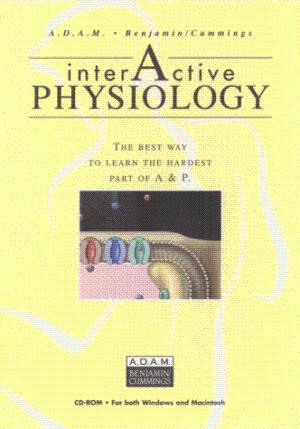 A.D.A.M. • Benjamin/Cummings
interActive
PHYSIOLOGY
THE BEST WAY
TO LEARN THE HARDEST
PART OF A & P.
A.D.A.M.
BENJAMIN/
CUMMINGS
CD-ROM • For both Windows and Macintosh